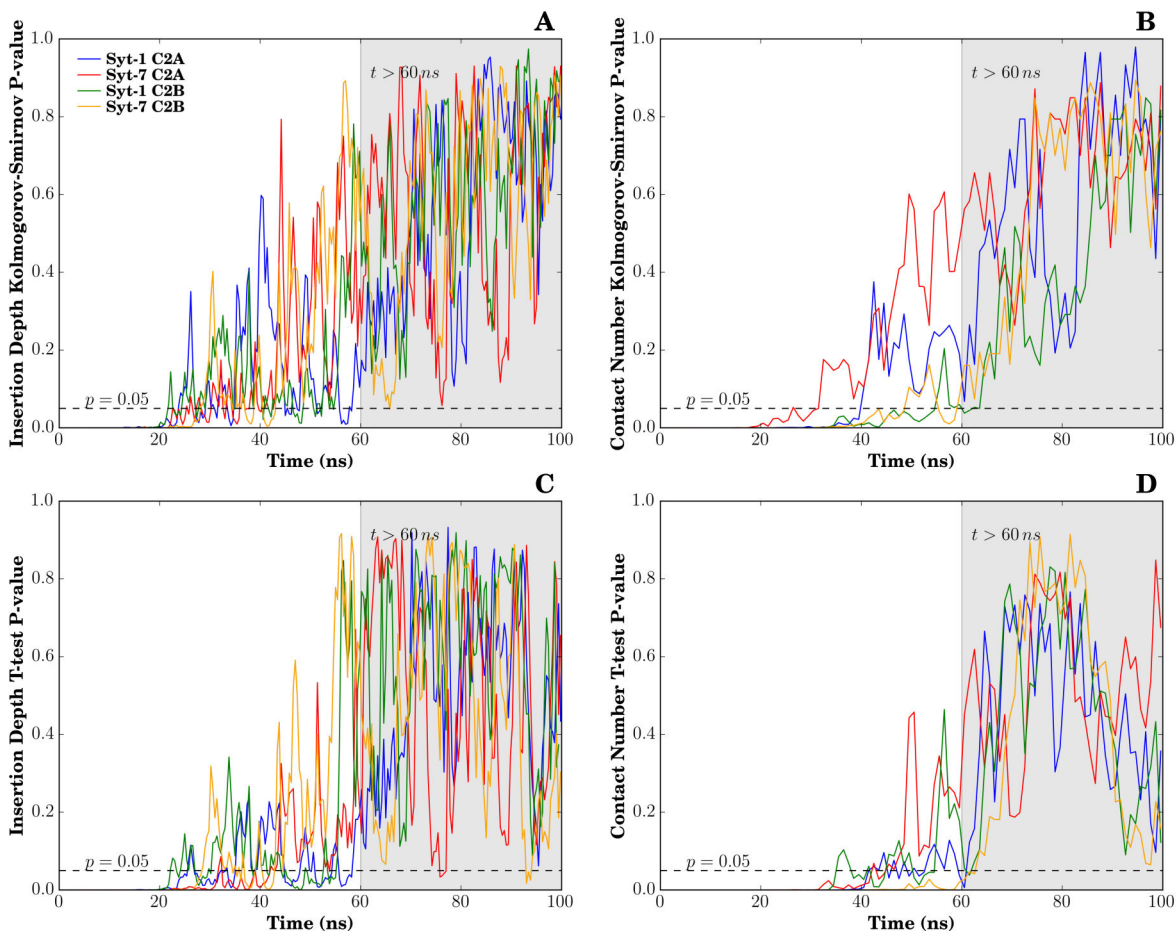 A
Insertion Depth Kolmogorov-Smirnov P-value
1.0
0.8
0.6
0.4
0.2
0.0
Syt-1 C2A
Syt-7 C2A
Syt-1 C2B
Syt-7 C2B
t > 60 ns
p = 0.05
0 20 40 60 80 100
Time (ns)
B
Contact Number Kolmogorov-Smirnov P-value
1.0
0.8
0.6
0.4
0.2
0.0
t > 60 ns
p = 0.05
0 20 40 60 80 100
Time (ns)
C
Insertion Depth T-test P-value
1.0
0.8
0.6
0.4
0.2
0.0
t > 60 ns
p = 0.05
0 20 40 60 80 100
Time (ns)
D
Contact Number T-test P-value
1.0
0.8
0.6
0.4
0.2
0.0
t > 60 ns
p = 0.05
0 20 40 60 80 100
Time (ns)